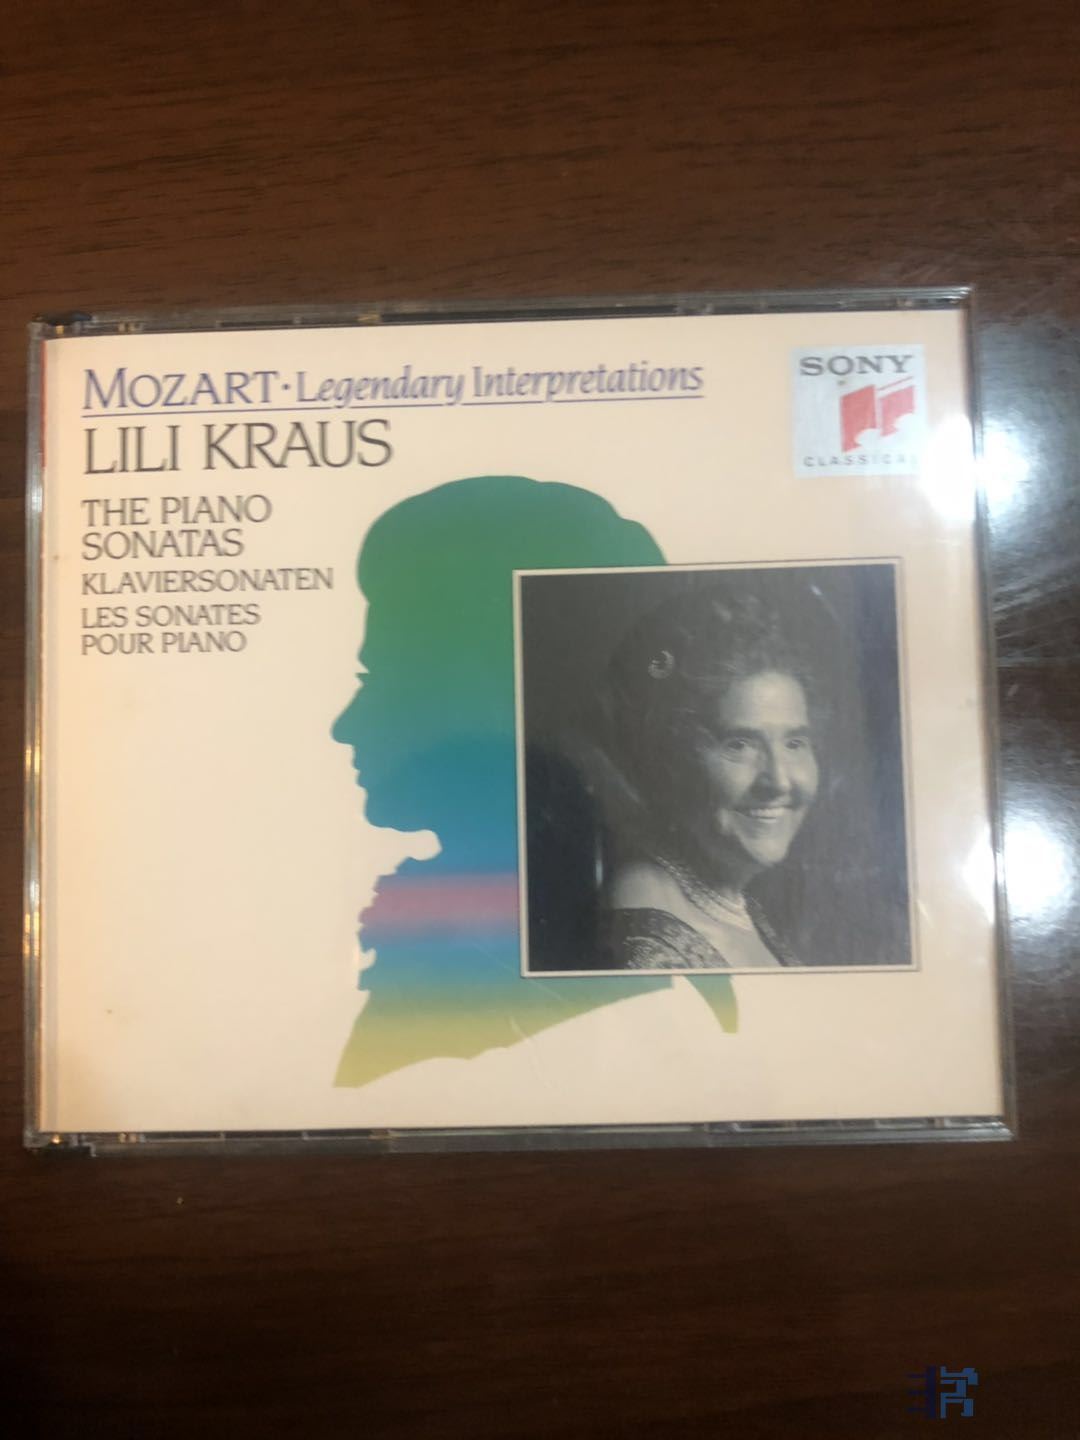 MOZART·Legendary Interpretations
LILI KRAUS
THE PIANO
SONATAS
KLAVIERSONATEN
LES SONATES
POUR PIANO
SONY
CLASSICAL